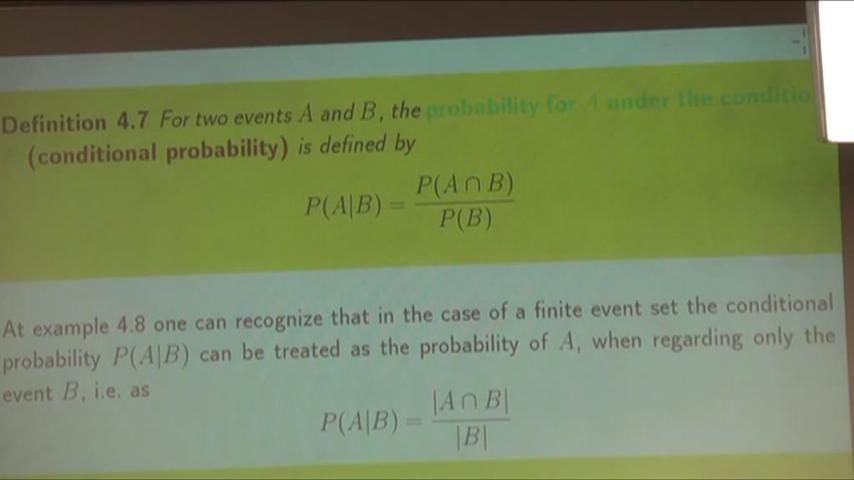 Definition 4.7 For two events A and B, the probability for A under the conditio
(conditional probability) is defined by
P(A|B) = P(A ∩ B) / P(B)
At example 4.8 one can recognize that in the case of a finite event set the conditional
probability P(A|B) can be treated as the probability of A, when regarding only the
event B, i.e. as
P(A|B) = |A ∩ B| / |B|